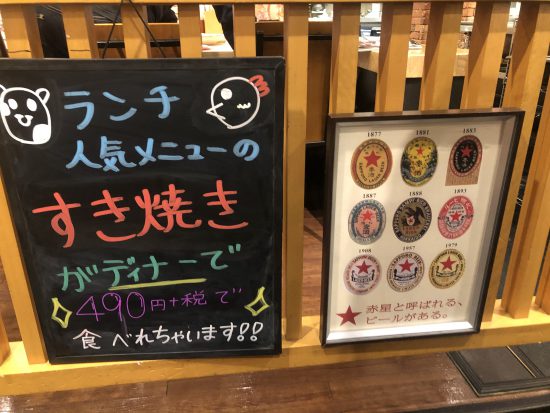 ランチ
人気メニューの
すき焼き
がディナーで
490円+税で
食べれちゃいます!!
1877
1881
1883
1887
1888
1893
1908
1957
1979
★赤星と呼ばれる、
ビールがある。